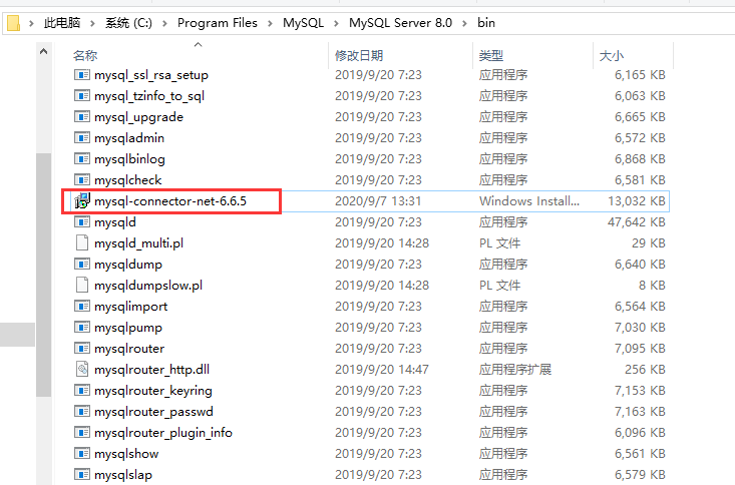 此电脑 > 系统 (C:) > Program Files > MySQL > MySQL Server 8.0 > bin
名称 修改日期 类型 大小
mysql_ssl_rsa_setup 2019/9/20 7:23 应用程序 6,165 KB
mysql_tzinfo_to_sql 2019/9/20 7:23 应用程序 6,063 KB
mysql_upgrade 2019/9/20 7:23 应用程序 6,665 KB
mysqladmin 2019/9/20 7:23 应用程序 6,572 KB
mysqlbinlog 2019/9/20 7:23 应用程序 6,868 KB
mysqlcheck 2019/9/20 7:23 应用程序 6,581 KB
mysql-connector-net-6.6.5 2020/9/7 13:31 Windows Install... 13,032 KB
mysqld 2019/9/20 7:23 应用程序 47,642 KB
mysqld_multi.pl 2019/9/20 14:28 PL 文件 29 KB
mysqldump 2019/9/20 7:23 应用程序 6,640 KB
mysqldumpslow.pl 2019/9/20 14:28 PL 文件 8 KB
mysqlimport 2019/9/20 7:23 应用程序 6,564 KB
mysqlpump 2019/9/20 7:23 应用程序 7,030 KB
mysqlrouter 2019/9/20 7:23 应用程序 7,095 KB
mysqlrouter_http.dll 2019/9/20 14:47 应用程序扩展 256 KB
mysqlrouter_keyring 2019/9/20 7:23 应用程序 7,153 KB
mysqlrouter_passwd 2019/9/20 7:23 应用程序 7,163 KB
mysqlrouter_plugin_info 2019/9/20 7:23 应用程序 6,096 KB
mysqlshow 2019/9/20 7:23 应用程序 6,561 KB
mysqlslap 2019/9/20 7:23 应用程序 6,579 KB